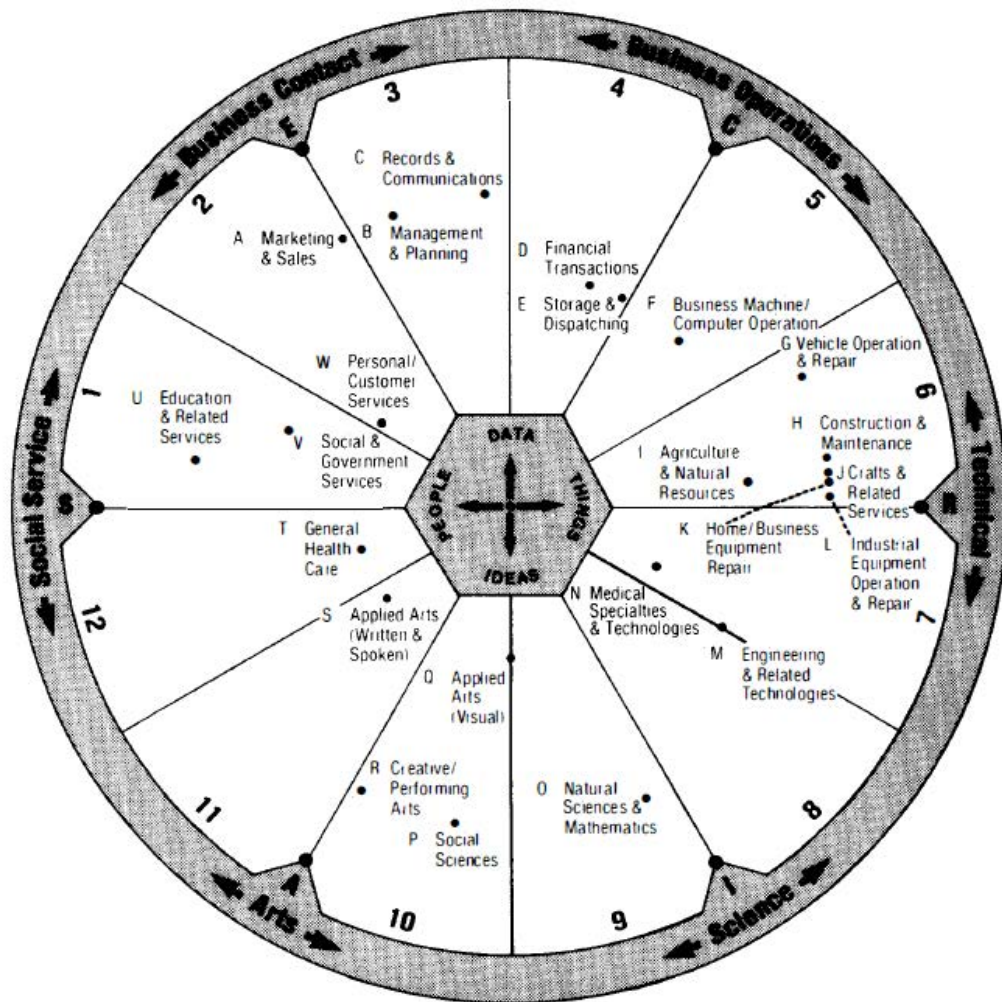 Business Contact
Business Operations
Technical
Science
Arts
Social Service
E
C
R
I
A
S
1
2
3
4
5
6
7
8
9
10
11
12
C Records &
Communications
B Management
& Planning
A Marketing
& Sales
D Financial
Transactions
E Storage &
Dispatching
F Business Machine/
Computer Operation
G Vehicle Operation
& Repair
H Construction &
Maintenance
I Agriculture
& Natural
Resources
J Crafts &
Related
Services
K Home/Business
Equipment
Repair
L Industrial
Equipment
Operation
& Repair
W Personal/
Customer
Services
U Education
& Related
Services
V Social &
Government
Services
DATA
THINGS
IDEAS
PEOPLE
T General
Health
Care
S Applied Arts
(Written &
Spoken)
N Medical
Specialties
& Technologies
M Engineering
& Related
Technologies
Q Applied
Arts
(Visual)
R Creative/
Performing
Arts
P Social
Sciences
O Natural
Sciences &
Mathematics